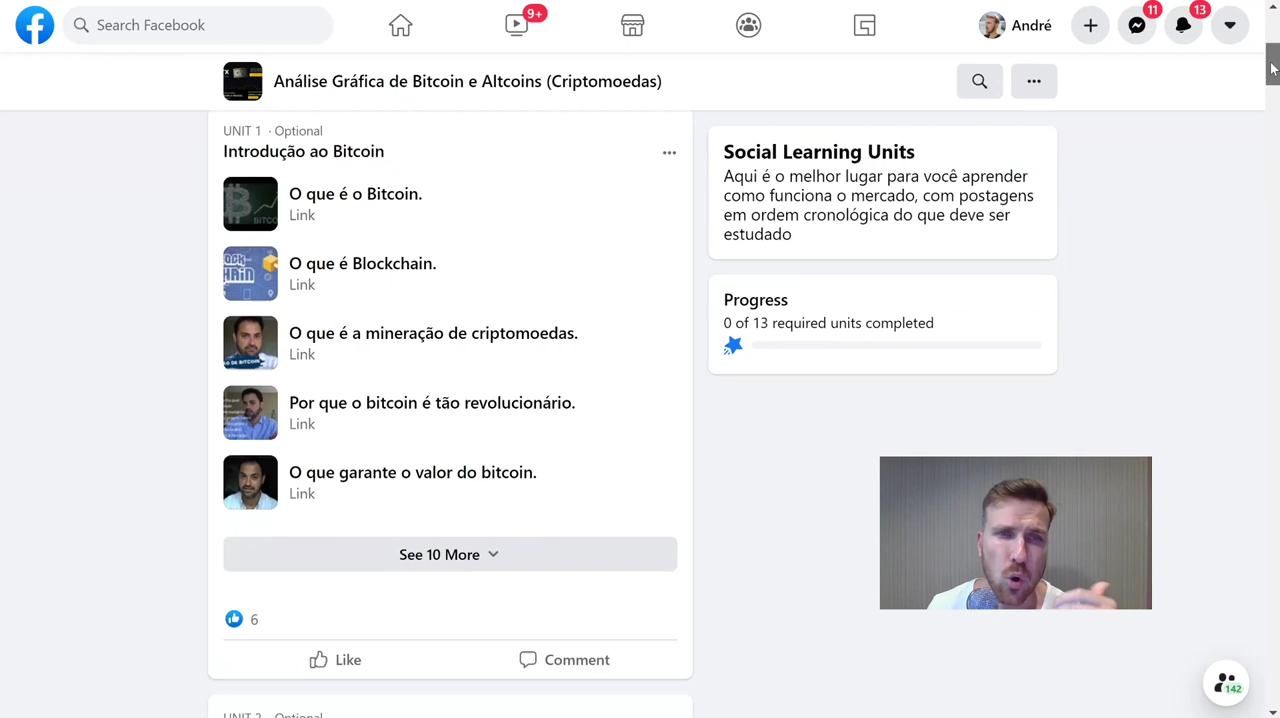 Search Facebook
9+
André
11
13
Análise Gráfica de Bitcoin e Altcoins (Criptomoedas)
UNIT 1 · Optional
Introdução ao Bitcoin
O que é o Bitcoin.
Link
O que é Blockchain.
Link
O que é a mineração de criptomoedas.
Link
Por que o bitcoin é tão revolucionário.
Link
O que garante o valor do bitcoin.
Link
See 10 More
6
Like
Comment
UNIT 2 · Optional
Social Learning Units
Aqui é o melhor lugar para você aprender
como funciona o mercado, com postagens
em ordem cronológica do que deve ser
estudado
Progress
0 of 13 required units completed
142